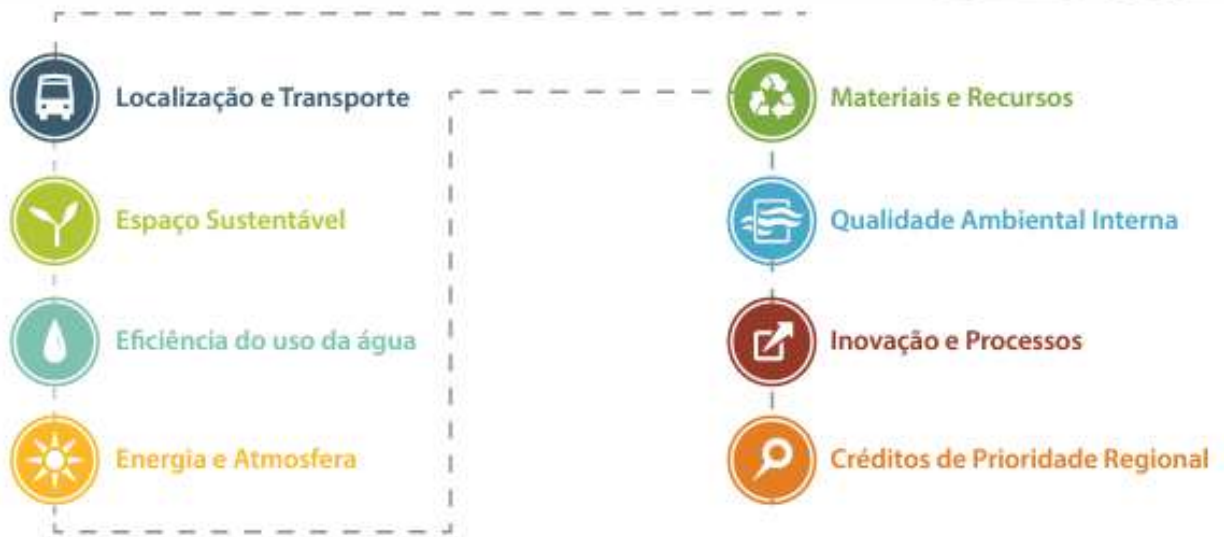 Localização e Transporte
Espaço Sustentável
Eficiência do uso da água
Energia e Atmosfera
Materiais e Recursos
Qualidade Ambiental Interna
Inovação e Processos
Créditos de Prioridade Regional